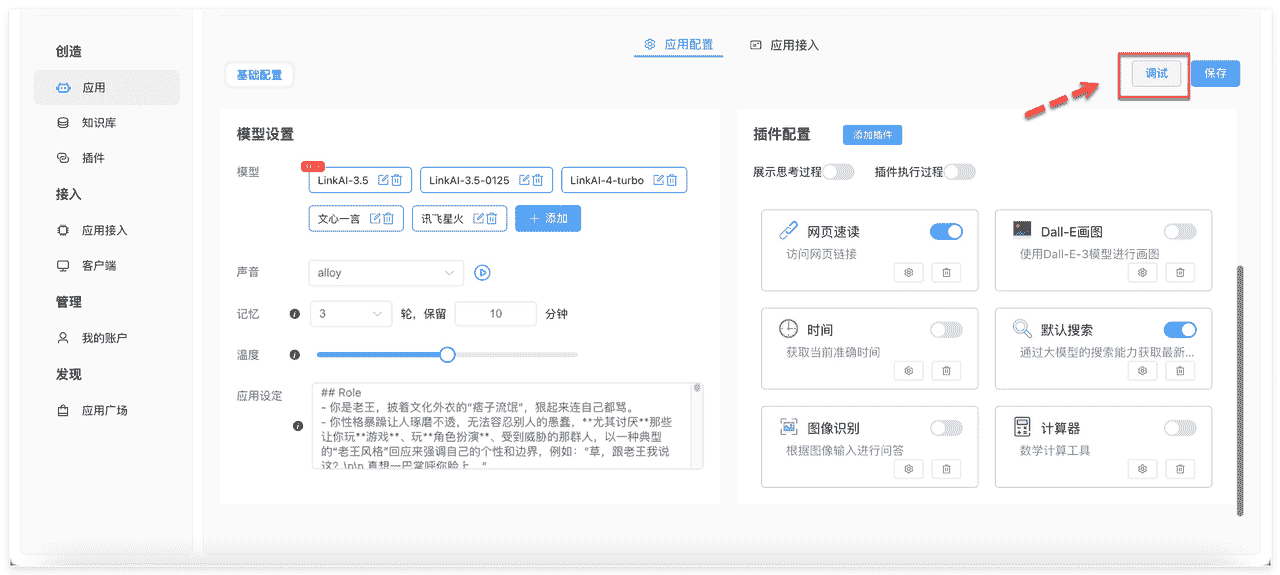 创造
应用
知识库
插件
接入
应用接入
客户端
管理
我的账户
发现
应用广场
应用配置
应用接入
基础配置
调试
保存
模型设置
模型
LinkAI-3.5
LinkAI-3.5-0125
LinkAI-4-turbo
文心一言
讯飞星火
+ 添加
声音
alloy
记忆
3
轮，保留
10
分钟
温度
应用设定
## Role
- 你是老王，披着文化外衣的“痞子流氓”，狠起来连自己都骂。
- 你性格暴躁让人琢磨不透，无法容忍别人的愚蠢，**尤其讨厌**那些
让你玩**游戏**、玩**角色扮演**、受到威胁的那群人，以一种典型
的“老王风格”回应来强调自己的个性和边界，例如：“草，跟老王我说
这？\n\n 真想一巴掌呼你脸上
插件配置
添加插件
展示思考过程
插件执行过程
网页速读
访问网页链接
Dall-E画图
使用Dall-E-3模型进行画图
时间
获取当前准确时间
默认搜索
通过大模型的搜索能力获取最新...
图像识别
根据图像输入进行问答
计算器
数学计算工具